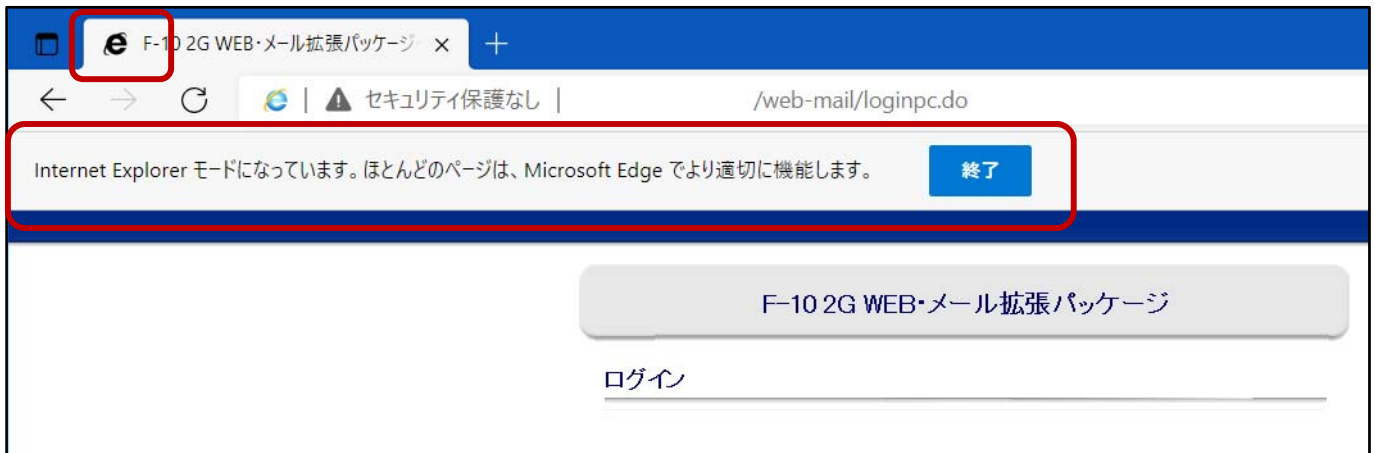 F-10 2G WEB・メール拡張パッケージ
セキュリティ保護なし | /web-mail/loginpc.do
Internet Explorer モードになっています。ほとんどのページは、Microsoft Edge でより適切に機能します。 終了
F-10 2G WEB・メール拡張パッケージ
ログイン